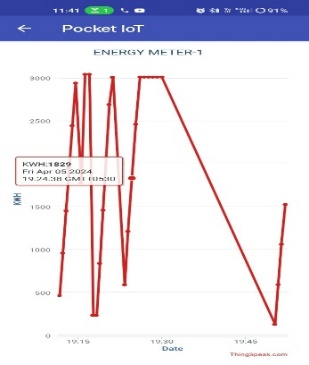 11:41 1 91%
Pocket IoT
ENERGY METER-1
3000
2500
KWH:1829
Fri Apr 05 2024
19:24:38 GMT+0530
KWH
1500
1000
500
0
19:15 19:30 19:45
Date
ThingSpeak.com